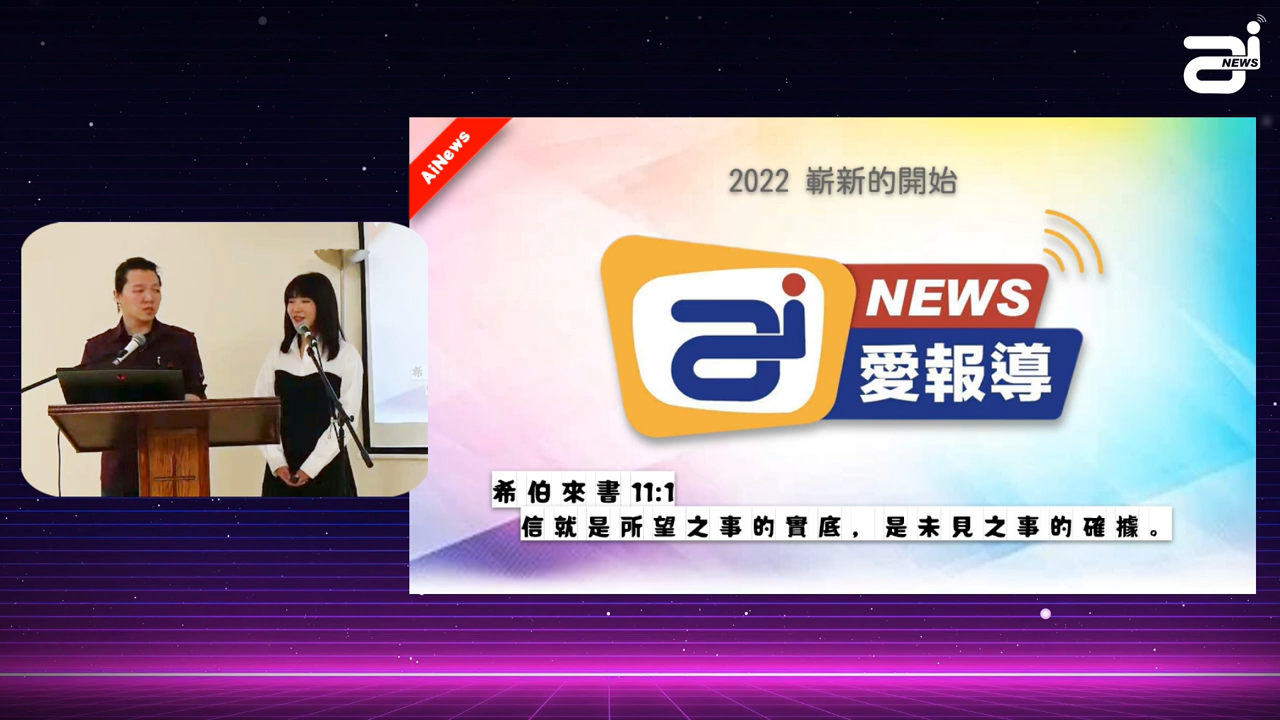 ai NEWS
AiNews
2022 嶄新的開始
ai NEWS
愛報導
希伯來書 11:1
信就是所望之事的實底，是未見之事的確據。
希